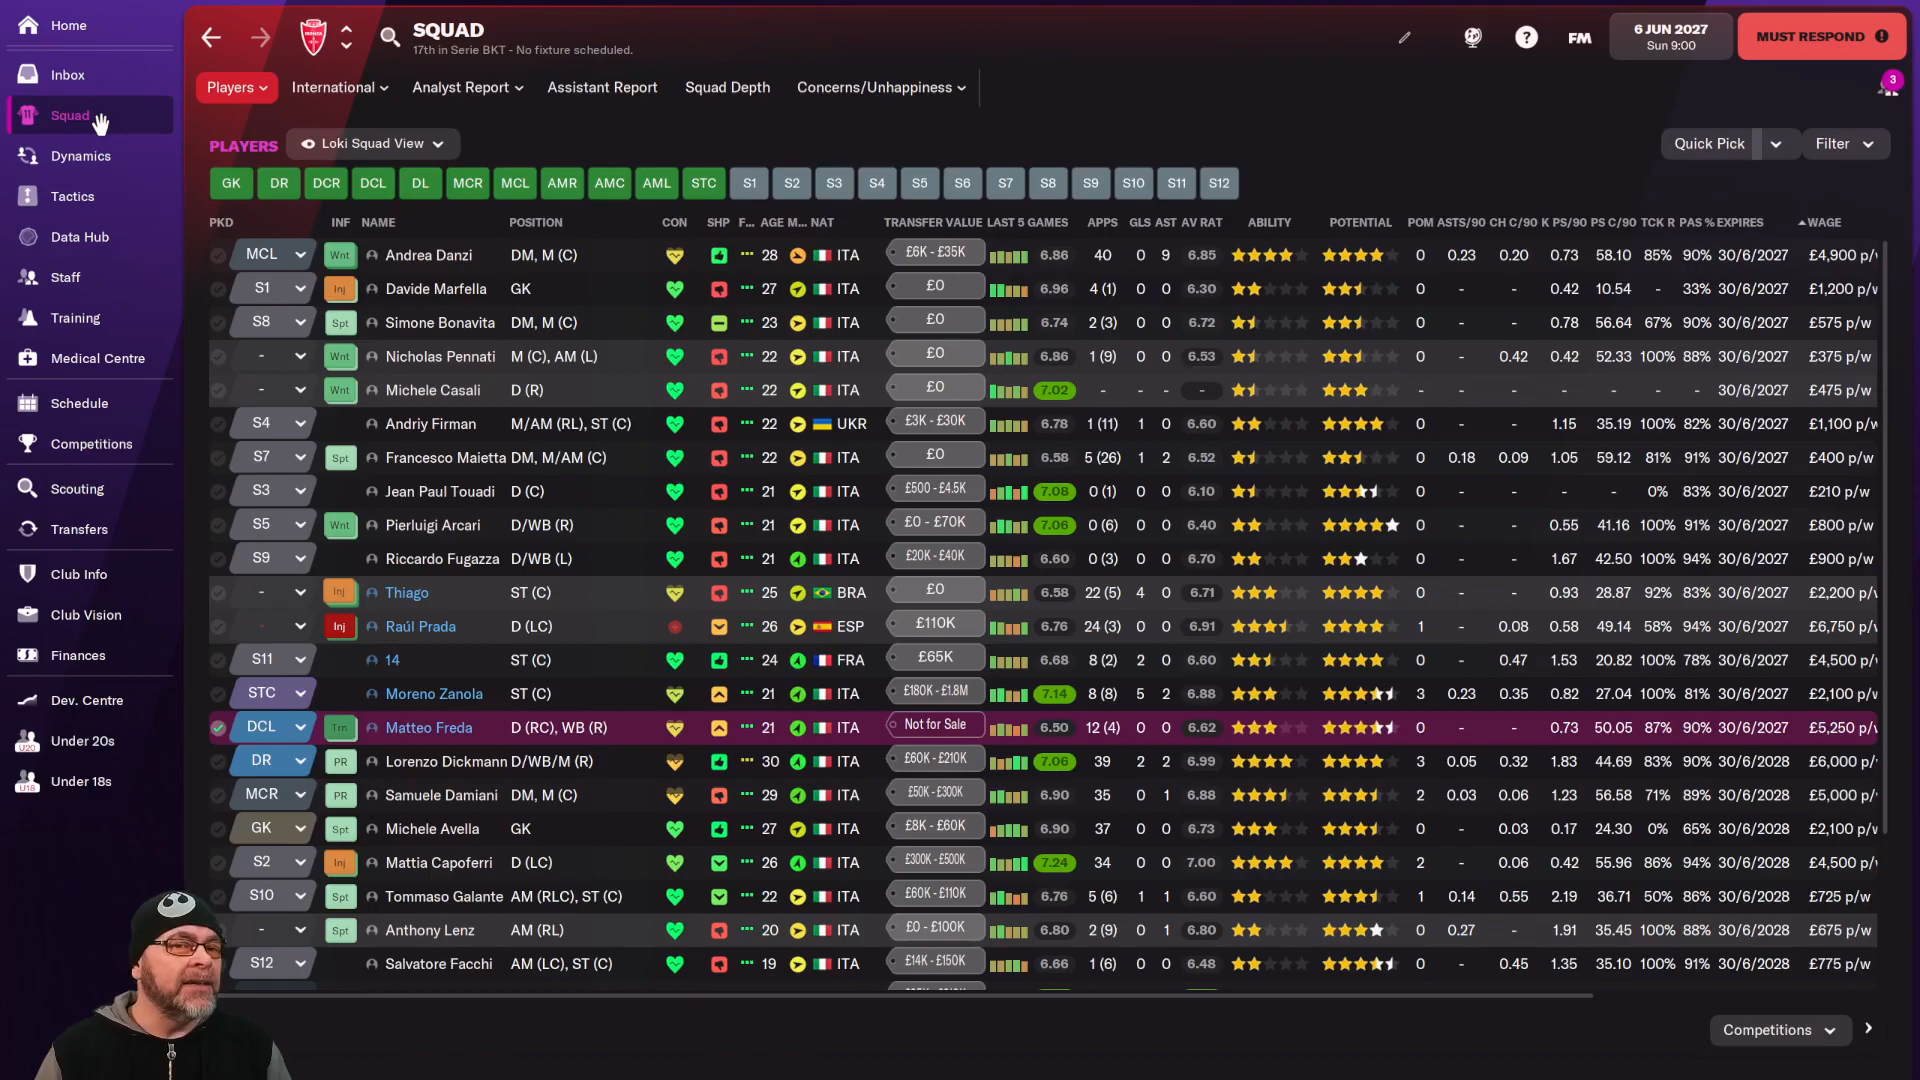 Home
Inbox
Squad
Dynamics
Tactics
Data Hub
Staff
Training
Medical Centre
Schedule
Competitions
Scouting
Transfers
Club Info
Club Vision
Finances
Dev. Centre
U20 Under 20s
U18 Under 18s
SQUAD
17th in Serie BKT - No fixture scheduled.
? FM 6 JUN 2027 Sun 9:00 MUST RESPOND
Players International Analyst Report Assistant Report Squad Depth Concerns/Unhappiness 3
PLAYERS Loki Squad View Quick Pick Filter
GK DR DCR DCL DL MCR MCL AMR AMC AML STC S1 S2 S3 S4 S5 S6 S7 S8 S9 S10 S11 S12
PKD INF NAME POSITION CON SHP F... AGE M... NAT TRANSFER VALUE LAST 5 GAMES APPS GLS AST AV RAT ABILITY POTENTIAL POM ASTS/90 CH C/90 K PS/90 PS C/90 TCK R PAS % EXPIRES WAGE
MCL Wnt Andrea Danzi DM, M (C) 28 ITA £6K - £35K 6.86 40 0 9 6.85 0 0.23 0.20 0.73 58.10 85% 90% 30/6/2027 £4,900 p/w
S1 Inj Davide Marfella GK 27 ITA £0 6.96 4 (1) 0 0 6.30 0 - - 0.42 10.54 - 33% 30/6/2027 £1,200 p/w
S8 Spt Simone Bonavita DM, M (C) 23 ITA £0 6.74 2 (3) 0 0 6.72 0 - - 0.78 56.64 67% 90% 30/6/2027 £575 p/w
- Wnt Nicholas Pennati M (C), AM (L) 22 ITA £0 6.86 1 (9) 0 0 6.53 0 - 0.42 0.42 52.33 100% 88% 30/6/2027 £375 p/w
- Wnt Michele Casali D (R) 22 ITA £0 7.02 - - - - - - - - - - - 30/6/2027 £475 p/w
S4 Andriy Firman M/AM (RL), ST (C) 22 UKR £3K - £30K 6.78 1 (11) 1 0 6.60 0 - - 1.15 35.19 100% 82% 30/6/2027 £1,100 p/w
S7 Spt Francesco Maietta DM, M/AM (C) 22 ITA £0 6.58 5 (26) 1 2 6.52 0 0.18 0.09 1.05 59.12 81% 91% 30/6/2027 £400 p/w
S3 Jean Paul Touadi D (C) 21 ITA £500 - £4.5K 7.08 0 (1) 0 0 6.10 0 - - - - 0% 83% 30/6/2027 £210 p/w
S5 Wnt Pierluigi Arcari D/WB (R) 21 ITA £0 - £70K 7.06 0 (6) 0 0 6.40 0 - - 0.55 41.16 100% 91% 30/6/2027 £800 p/w
S9 Riccardo Fugazza D/WB (L) 21 ITA £20K - £40K 6.60 0 (3) 0 0 6.70 0 - - 1.67 42.50 100% 94% 30/6/2027 £900 p/w
- Inj Thiago ST (C) 25 BRA £0 6.58 22 (5) 4 0 6.71 0 - - 0.93 28.87 92% 83% 30/6/2027 £2,200 p/w
- Inj Raúl Prada D (LC) 26 ESP £110K 6.76 24 (3) 0 0 6.91 1 - 0.08 0.58 49.14 58% 94% 30/6/2027 £6,750 p/w
S11 14 ST (C) 24 FRA £65K 6.68 8 (2) 2 0 6.60 0 - 0.47 1.53 20.82 100% 78% 30/6/2027 £4,500 p/w
STC Moreno Zanola ST (C) 21 ITA £180K - £1.8M 7.14 8 (8) 5 2 6.88 3 0.23 0.35 0.82 27.04 100% 81% 30/6/2027 £2,100 p/w
DCL Trn Matteo Freda D (RC), WB (R) 21 ITA Not for Sale 6.50 12 (4) 0 0 6.62 0 - - 0.73 50.05 87% 90% 30/6/2027 £5,250 p/w
DR PR Lorenzo Dickmann D/WB/M (R) 30 ITA £60K - £210K 7.06 39 2 2 6.99 3 0.05 0.32 1.83 44.69 83% 90% 30/6/2027 £6,000 p/w
MCR PR Samuele Damiani DM, M (C) 29 ITA £50K - £300K 6.90 35 0 1 6.88 2 0.03 0.06 1.23 56.58 71% 89% 30/6/2028 £5,000 p/w
GK Spt Michele Avella GK 27 ITA £8K - £60K 6.90 37 0 0 6.73 0 - 0.03 0.17 24.30 0% 65% 30/6/2028 £2,100 p/w
S2 Inj Mattia Capoferri D (LC) 26 ITA £300K - £500K 7.24 34 0 0 7.00 2 - 0.06 0.42 55.96 86% 94% 30/6/2028 £4,500 p/w
S10 Spt Tommaso Galante AM (RLC), ST (C) 22 ITA £60K - £110K 6.76 5 (6) 1 1 6.60 1 0.14 0.55 2.19 36.71 50% 86% 30/6/2028 £725 p/w
- Spt Anthony Lenz AM (RL) 20 ITA £0 - £100K 6.80 2 (9) 0 1 6.80 0 0.27 - 1.91 35.45 100% 88% 30/6/2028 £675 p/w
S12 Salvatore Facchi AM (LC), ST (C) 19 ITA £14K - £150K 6.66 1 (6) 0 0 6.48 0 - 0.45 1.35 35.10 100% 91% 30/6/2028 £775 p/w
Competitions